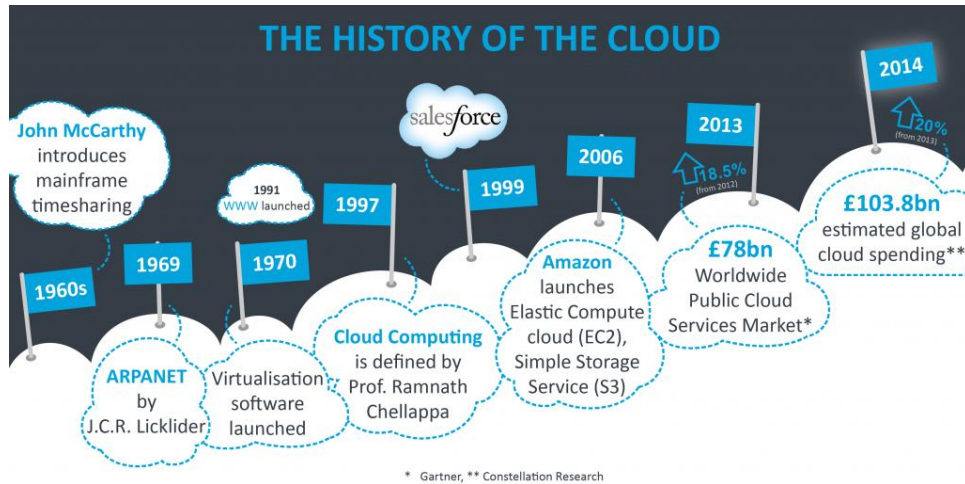 THE HISTORY OF THE CLOUD
1960s
John McCarthy
introduces
mainframe
timesharing
1969
ARPANET
by
J.C.R. Licklider
1970
Virtualisation
software
launched
1991
WWW launched
1997
Cloud Computing
is defined by
Prof. Ramnath
Chellappa
1999
salesforce
2006
Amazon
launches
Elastic Compute
cloud (EC2),
Simple Storage
Service (S3)
2013
18.5%
(from 2012)
£78bn
Worldwide
Public Cloud
Services Market*
2014
20%
(from 2013)
£103.8bn
estimated global
cloud spending**
* Gartner, ** Constellation Research